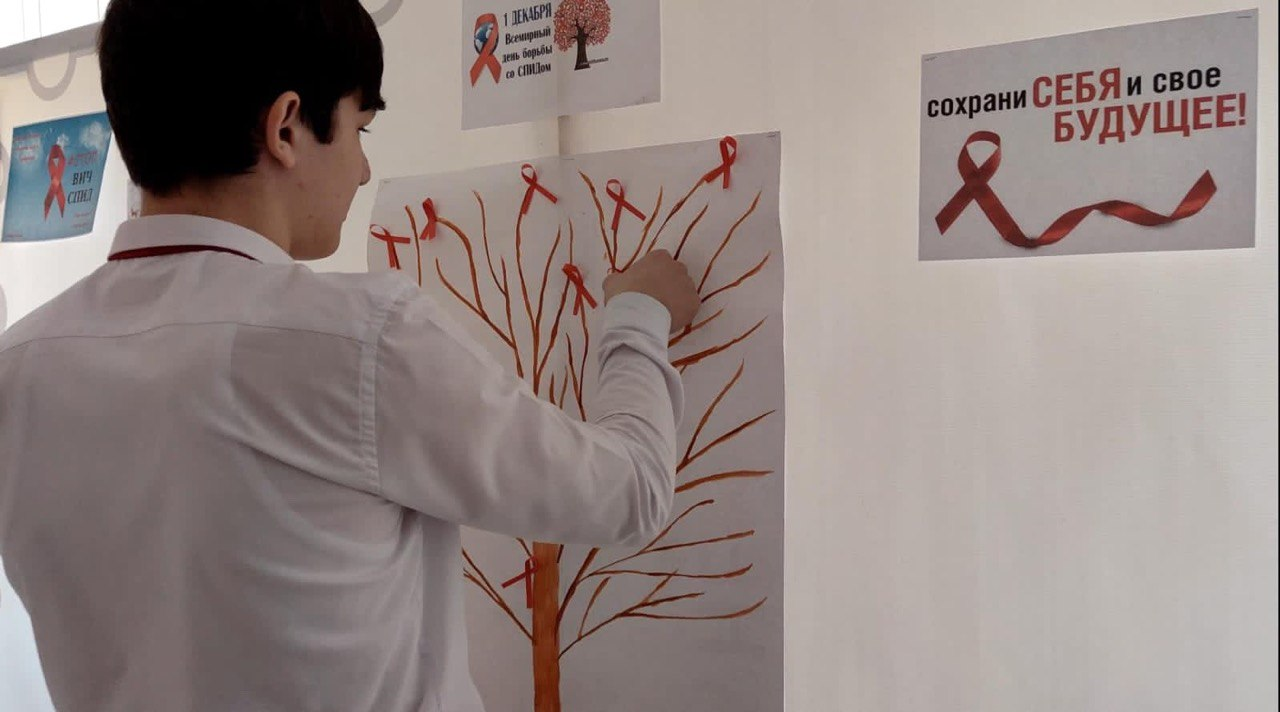 1 ДЕКАБРЯ
Всемирный
день борьбы
со СПИДом
сохрани СЕБЯ и свое
БУДУЩЕЕ!
ВИЧ
СПИД